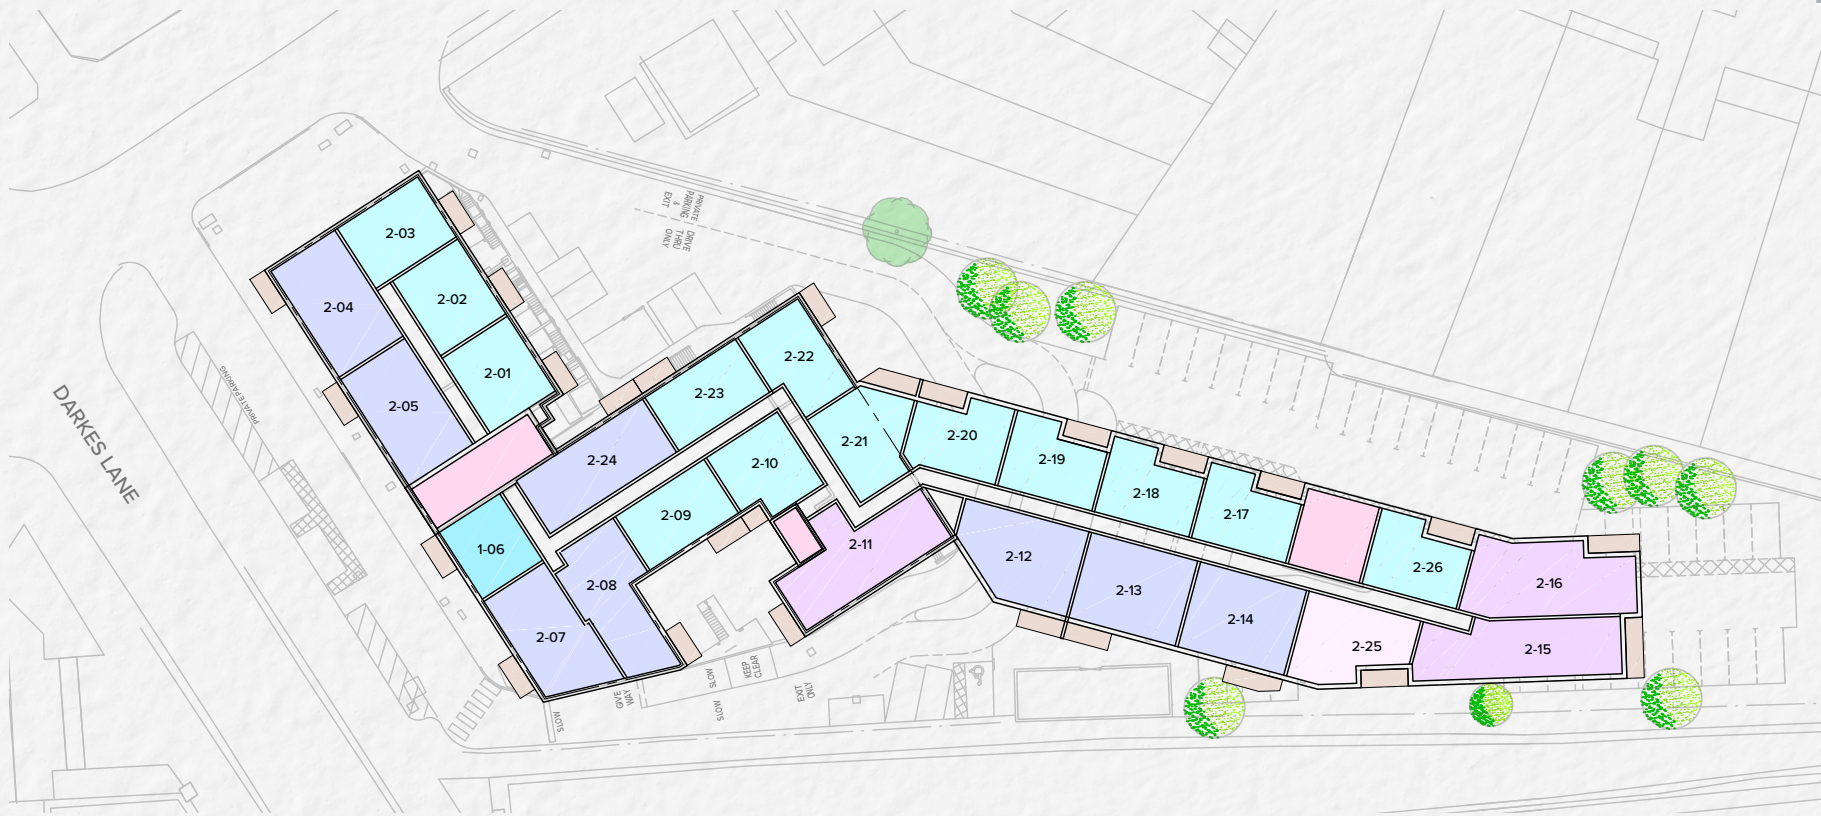 PRIVATE
PARKING
&
EXIT
DRIVE
THRU
ONLY
2-03
2-04
2-02
2-01
2-05
2-22
2-23
2-21
2-24
2-10
2-20
2-19
2-18
2-17
2-09
2-11
1-06
2-08
2-07
2-12
2-13
2-14
2-26
2-16
2-25
2-15
PRIVATE PARKING
DARKES LANE
SLOW
GIVE
WAY
SLOW
SLOW
KEEP
CLEAR
EXIT
ONLY